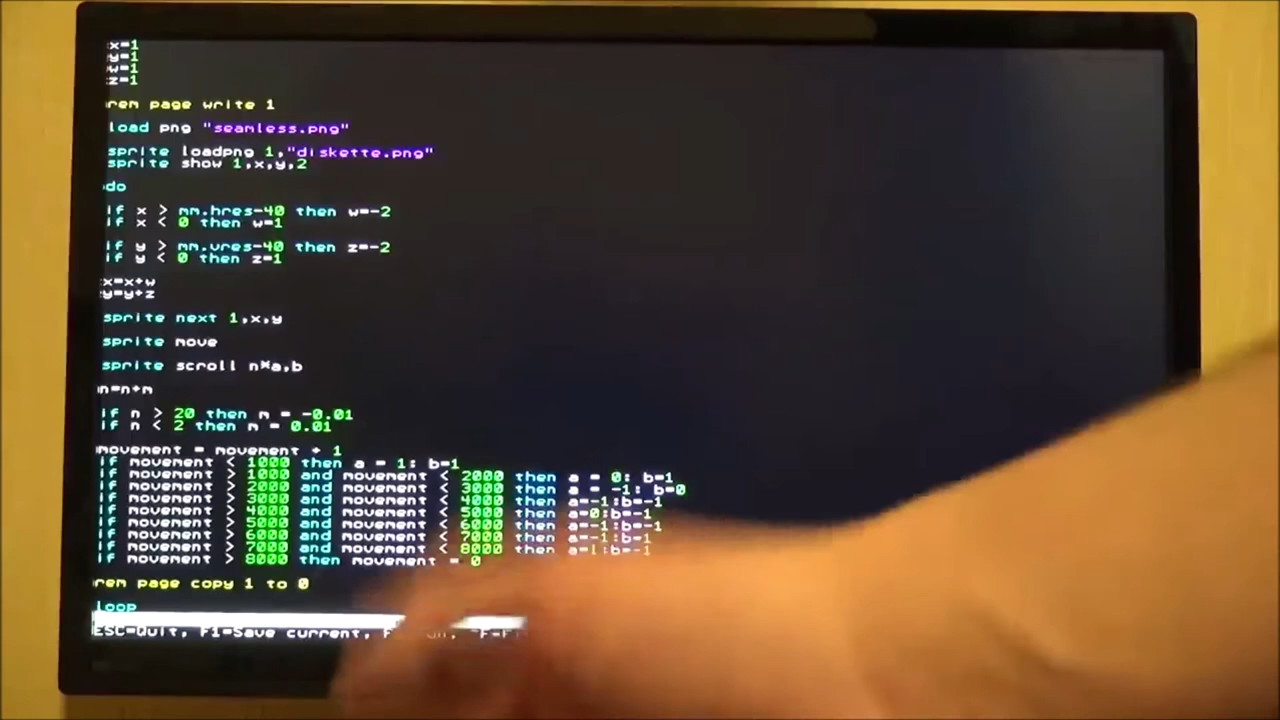 x=1
y=1
w=1
z=1
rem page write 1
load png "seamless.png"
sprite loadpng 1,"diskette.png"
sprite show 1,x,y,2
do
if x > mm.hres-40 then w=-2
if x < 0 then w=1
if y > mm.vres-40 then z=-2
if y < 0 then z=1
x=x+w
y=y+z
sprite next 1,x,y
sprite move
sprite scroll n*a,b
n=n+m
if n > 20 then m = -0.01
if n < 2 then m = 0.01
movement = movement + 1
if movement < 1000 then a = 1: b=1
if movement > 1000 and movement < 2000 then a = 0: b=1
if movement > 2000 and movement < 3000 then a = -1: b=0
if movement > 3000 and movement < 4000 then a=-1:b=-1
if movement > 4000 and movement < 5000 then a=0:b=-1
if movement > 5000 and movement < 6000 then a=-1:b=-1
if movement > 6000 and movement < 7000 then a=-1:b=-1
if movement > 7000 and movement < 8000 then a=1:b=-1
if movement > 8000 then movement = 0
rem page copy 1 to 0
loop
ESC=Quit, F1=Save current,